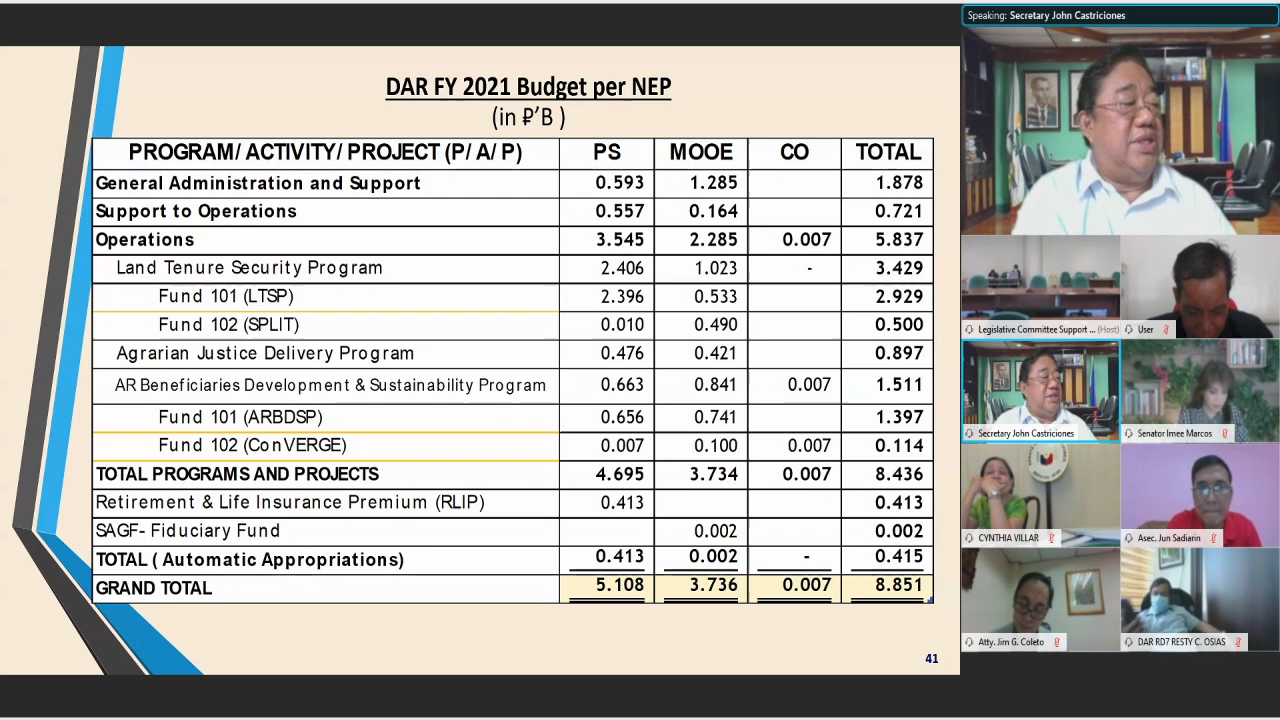 DAR FY 2021 Budget per NEP
(in ₽'B )
PROGRAM/ ACTIVITY/ PROJECT (P/ A/ P) PS MOOE CO TOTAL
General Administration and Support 0.593 1.285 1.878
Support to Operations 0.557 0.164 0.721
Operations 3.545 2.285 0.007 5.837
Land Tenure Security Program 2.406 1.023 - 3.429
Fund 101 (LTSP) 2.396 0.533 2.929
Fund 102 (SPLIT) 0.010 0.490 0.500
Agrarian Justice Delivery Program 0.476 0.421 0.897
AR Beneficiaries Development & Sustainability Program 0.663 0.841 0.007 1.511
Fund 101 (ARBDSP) 0.656 0.741 1.397
Fund 102 (ConVERGE) 0.007 0.100 0.007 0.114
TOTAL PROGRAMS AND PROJECTS 4.695 3.734 0.007 8.436
Retirement & Life Insurance Premium (RLIP) 0.413 0.413
SAGF- Fiduciary Fund 0.002 0.002
TOTAL ( Automatic Appropriations) 0.413 0.002 - 0.415
GRAND TOTAL 5.108 3.736 0.007 8.851
41
Speaking: Secretary John Castriciones
Legislative Committee Support ... (Host)
User
Secretary John Castriciones
Senator Imee Marcos
CYNTHIA VILLAR
Asec. Jun Sadiarin
Atty. Jim G. Coleto
DAR RD7 RESTY C. OSIAS